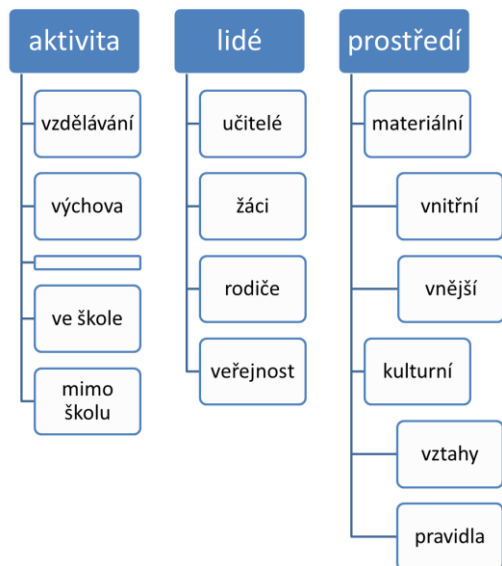 aktivita
vzdělávání
výchova
ve škole
mimo
školu
lidé
učitelé
žáci
rodiče
veřejnost
prostředí
materiální
vnitřní
vnější
kulturní
vztahy
pravidla